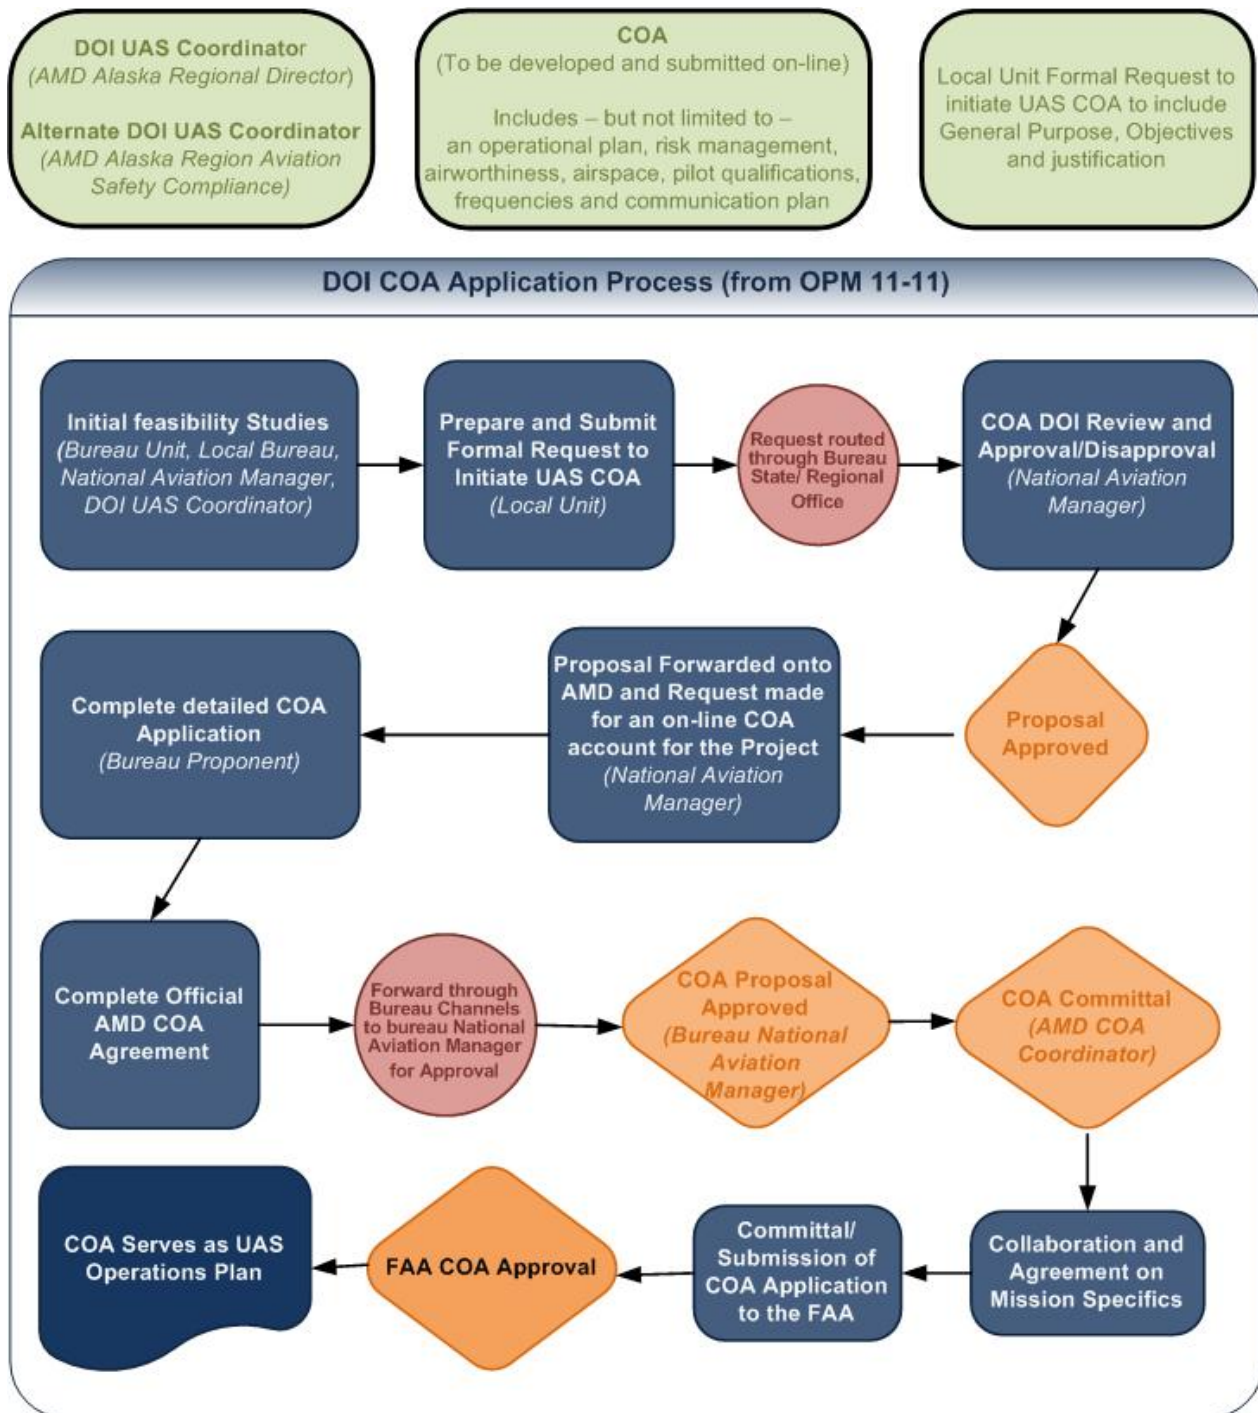 DOI UAS Coordinator
(AMD Alaska Regional Director)
Alternate DOI UAS Coordinator
(AMD Alaska Region Aviation
Safety Compliance)
COA
(To be developed and submitted on-line)
Includes – but not limited to –
an operational plan, risk management,
airworthiness, airspace, pilot qualifications,
frequencies and communication plan
Local Unit Formal Request to
initiate UAS COA to include
General Purpose, Objectives
and justification
DOI COA Application Process (from OPM 11-11)
Initial feasibility Studies
(Bureau Unit, Local Bureau,
National Aviation Manager,
DOI UAS Coordinator)
Prepare and Submit
Formal Request to
Initiate UAS COA
(Local Unit)
Request routed
through Bureau
State/ Regional
Office
COA DOI Review and
Approval/Disapproval
(National Aviation
Manager)
Proposal
Approved
Proposal Forwarded onto
AMD and Request made
for an on-line COA
account for the Project
(National Aviation
Manager)
Complete detailed COA
Application
(Bureau Proponent)
Complete Official
AMD COA
Agreement
Forward through
Bureau Channels
to bureau National
Aviation Manager
for Approval
COA Proposal
Approved
(Bureau National
Aviation
Manager)
COA Committal
(AMD COA
Coordinator)
Collaboration and
Agreement on
Mission Specifics
Committal/
Submission of
COA Application
to the FAA
FAA COA Approval
COA Serves as UAS
Operations Plan